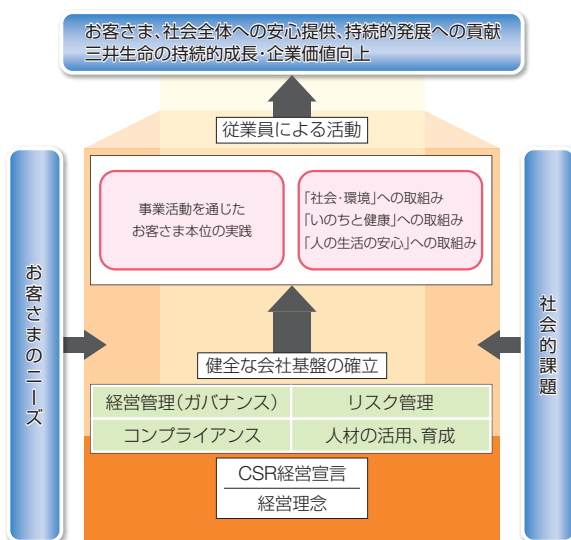 お客さま、社会全体への安心提供、持続的発展への貢献
三井生命の持続的成長・企業価値向上
従業員による活動
事業活動を通じた
お客さま本位の実践
「社会・環境」への取組み
「いのちと健康」への取組み
「人の生活の安心」への取組み
お客さまのニーズ
社会的課題
健全な会社基盤の確立
経営管理（ガバナンス）
リスク管理
コンプライアンス
人材の活用、育成
CSR経営宣言
経営理念